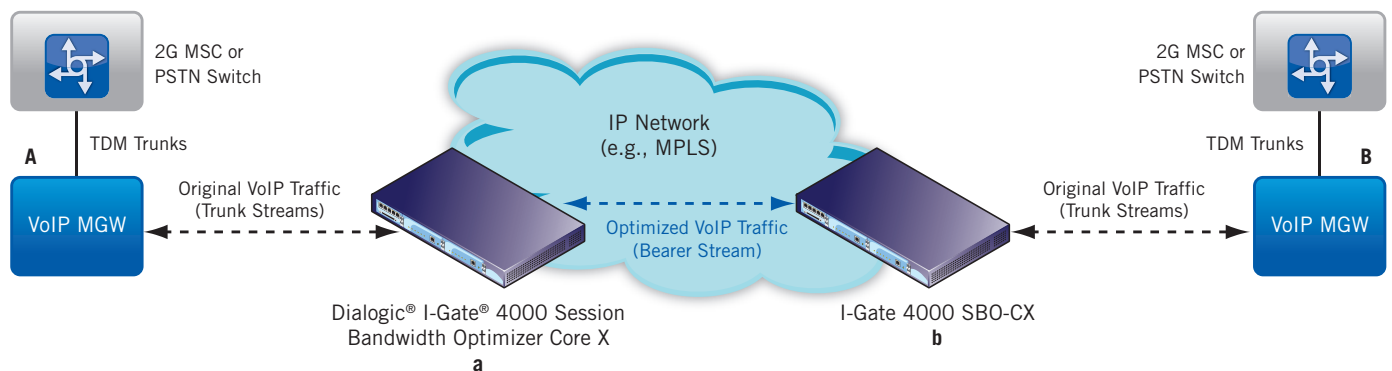 2G MSC or
PSTN Switch
TDM Trunks
A
VoIP MGW
Original VoIP Traffic
(Trunk Streams)
IP Network
(e.g., MPLS)
Optimized VoIP Traffic
(Bearer Stream)
Dialogic® I-Gate® 4000 Session
Bandwidth Optimizer Core X
a
I-Gate 4000 SBO-CX
b
Original VoIP Traffic
(Trunk Streams)
2G MSC or
PSTN Switch
TDM Trunks
B
VoIP MGW